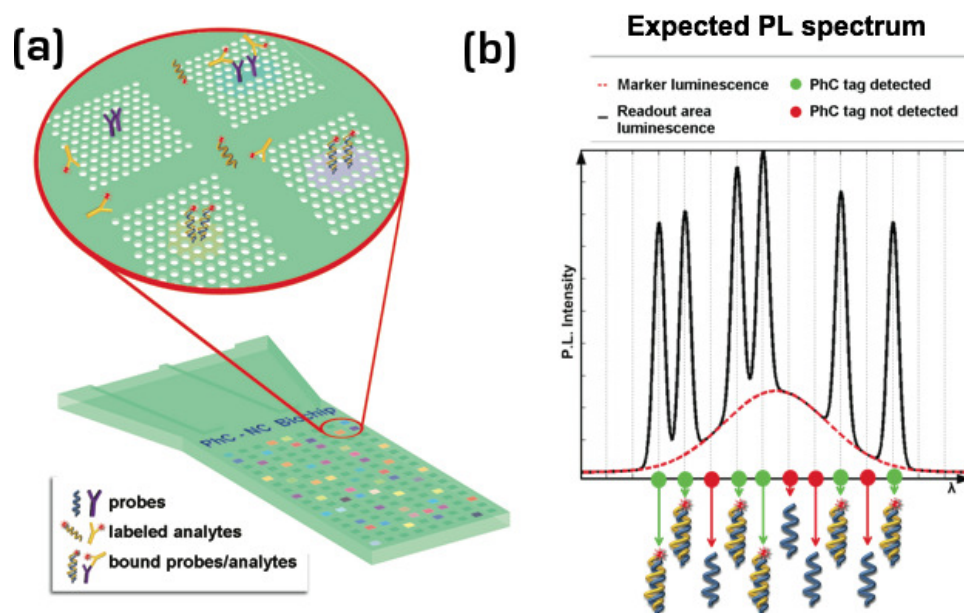 (a)
PhC - NC Biochip
probes
labeled analytes
bound probes/analytes
(b)
Expected PL spectrum
Marker luminescence
Readout area
luminescence
PhC tag detected
PhC tag not detected
P.L. Intensity
λ